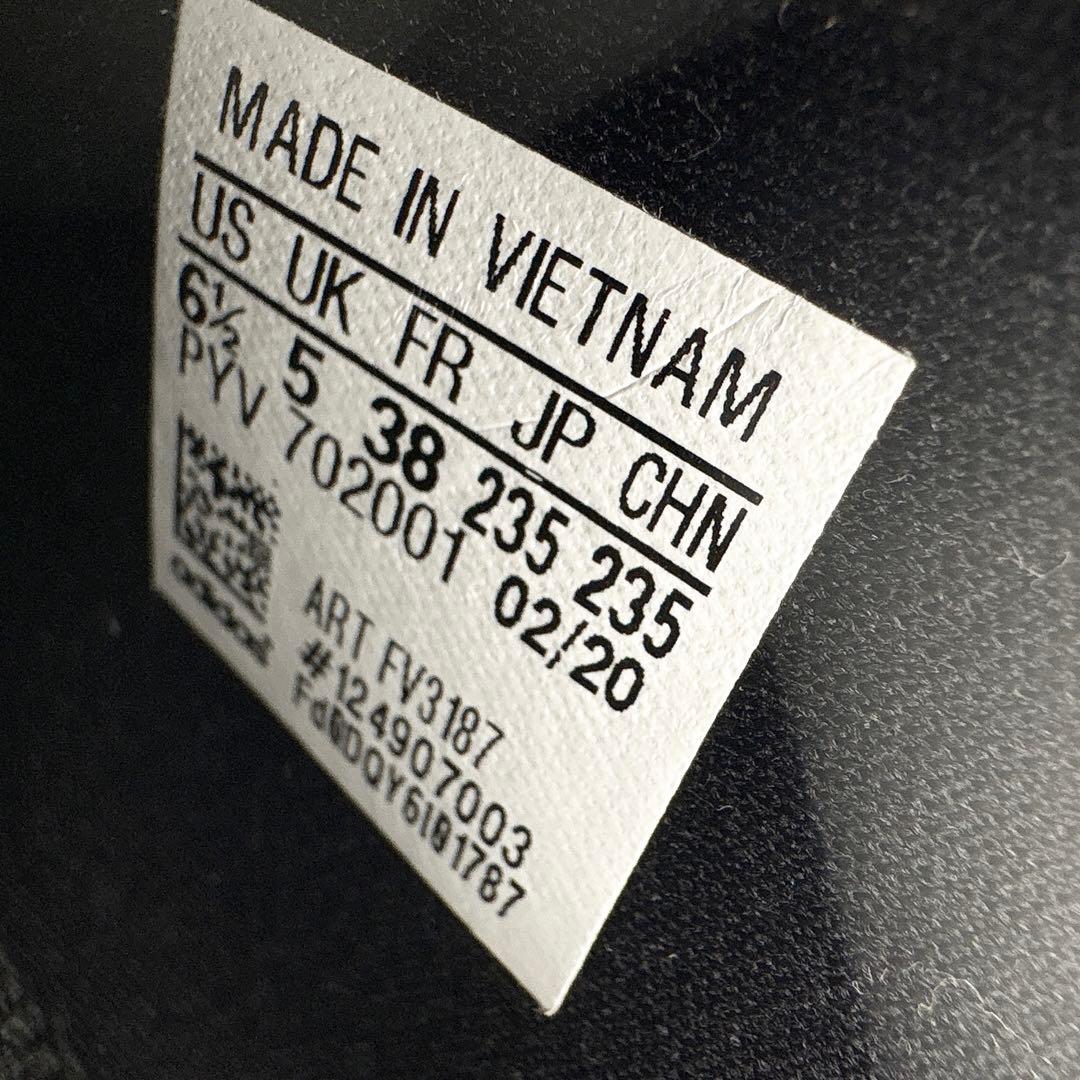 MADE IN VIETNAM
US UK FR JP CHN
6½ 5 38 235 235
PYV 702001 02/20
ART FV3187
#124907003
adidas